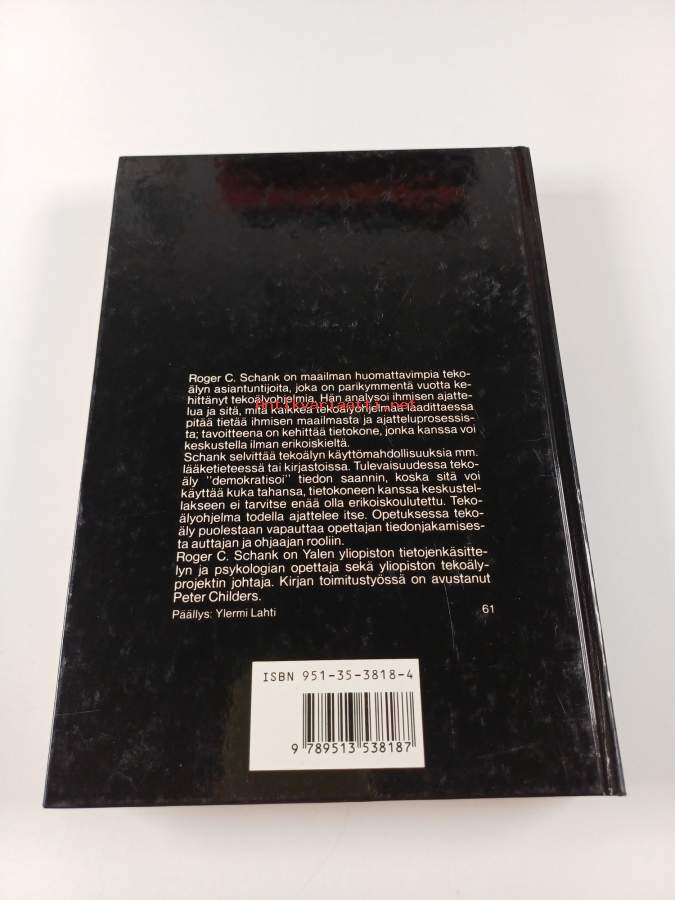 Roger C. Schank on maailman huomattavimpia teko-
älyn asiantuntijoita, joka on parikymmentä vuotta ke-
hittänyt tekoälyohjelmia. Hän analysoi ihmisen ajatte-
Antikvariaatti.net
lua ja sitä, mitä kaikkea tekoälyohjelmaa laadittaessa
pitää tietää ihmisen maailmasta ja ajatteluprosessis-
ta; tavoitteena on kehittää tietokone, jonka kanssa voi
keskustella ilman erikoiskieltä.
Schank selvittää tekoälyn käyttömahdollisuuksia mm.
lääketieteessä tai kirjastoissa. Tulevaisuudessa teko-
äly "demokratisoi" tiedon saannin, koska sitä voi
käyttää kuka tahansa, tietokoneen kanssa keskustel-
lakseen ei tarvitse enää olla erikoiskoulutettu. Teko-
älyohjelma todella ajattelee itse. Opetuksessa teko-
äly puolestaan vapauttaa opettajan tiedonjakamises-
ta auttajan ja ohjaajan rooliin.
Roger C. Schank on Yalen yliopiston tietojenkäsitte-
lyn ja psykologian opettaja sekä yliopiston tekoäly-
projektin johtaja. Kirjan toimitustyössä on avustanut
Peter Childers.
Päällys: Ylermi Lahti 61
ISBN 951-35-3818-4
9 789513 538187